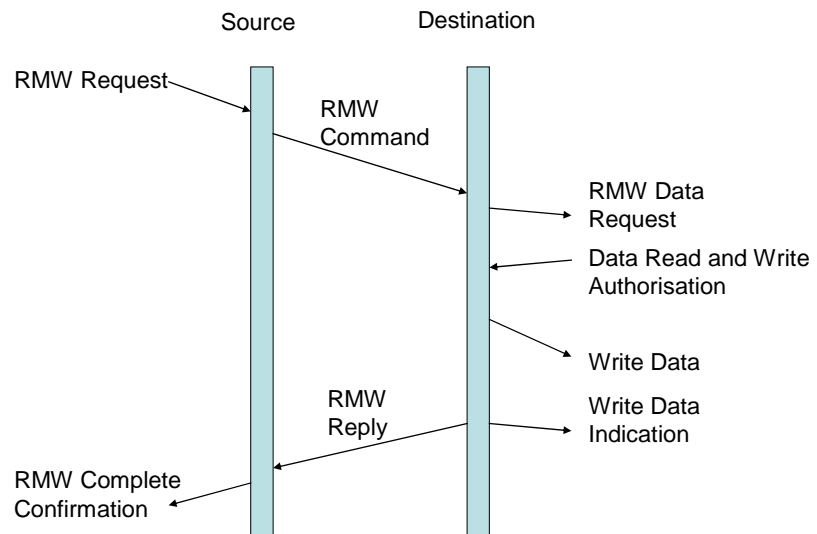 Source
Destination
RMW Request
RMW
Command
RMW Data
Request
Data Read and Write
Authorisation
Write Data
RMW
Reply
Write Data
Indication
RMW Complete
Confirmation